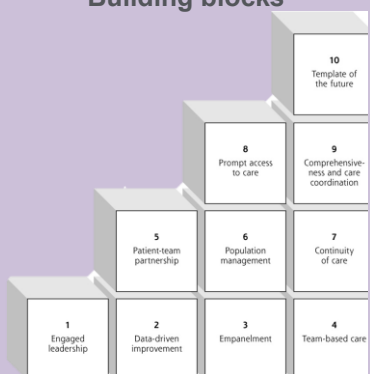 Building blocks
10
Template of
the future
8
Prompt access
to care
9
Comprehensive-
ness and care
coordination
5
Patient-team
partnership
6
Population
management
7
Continuity
of care
1
Engaged
leadership
2
Data-driven
improvement
3
Empanelment
4
Team-based care